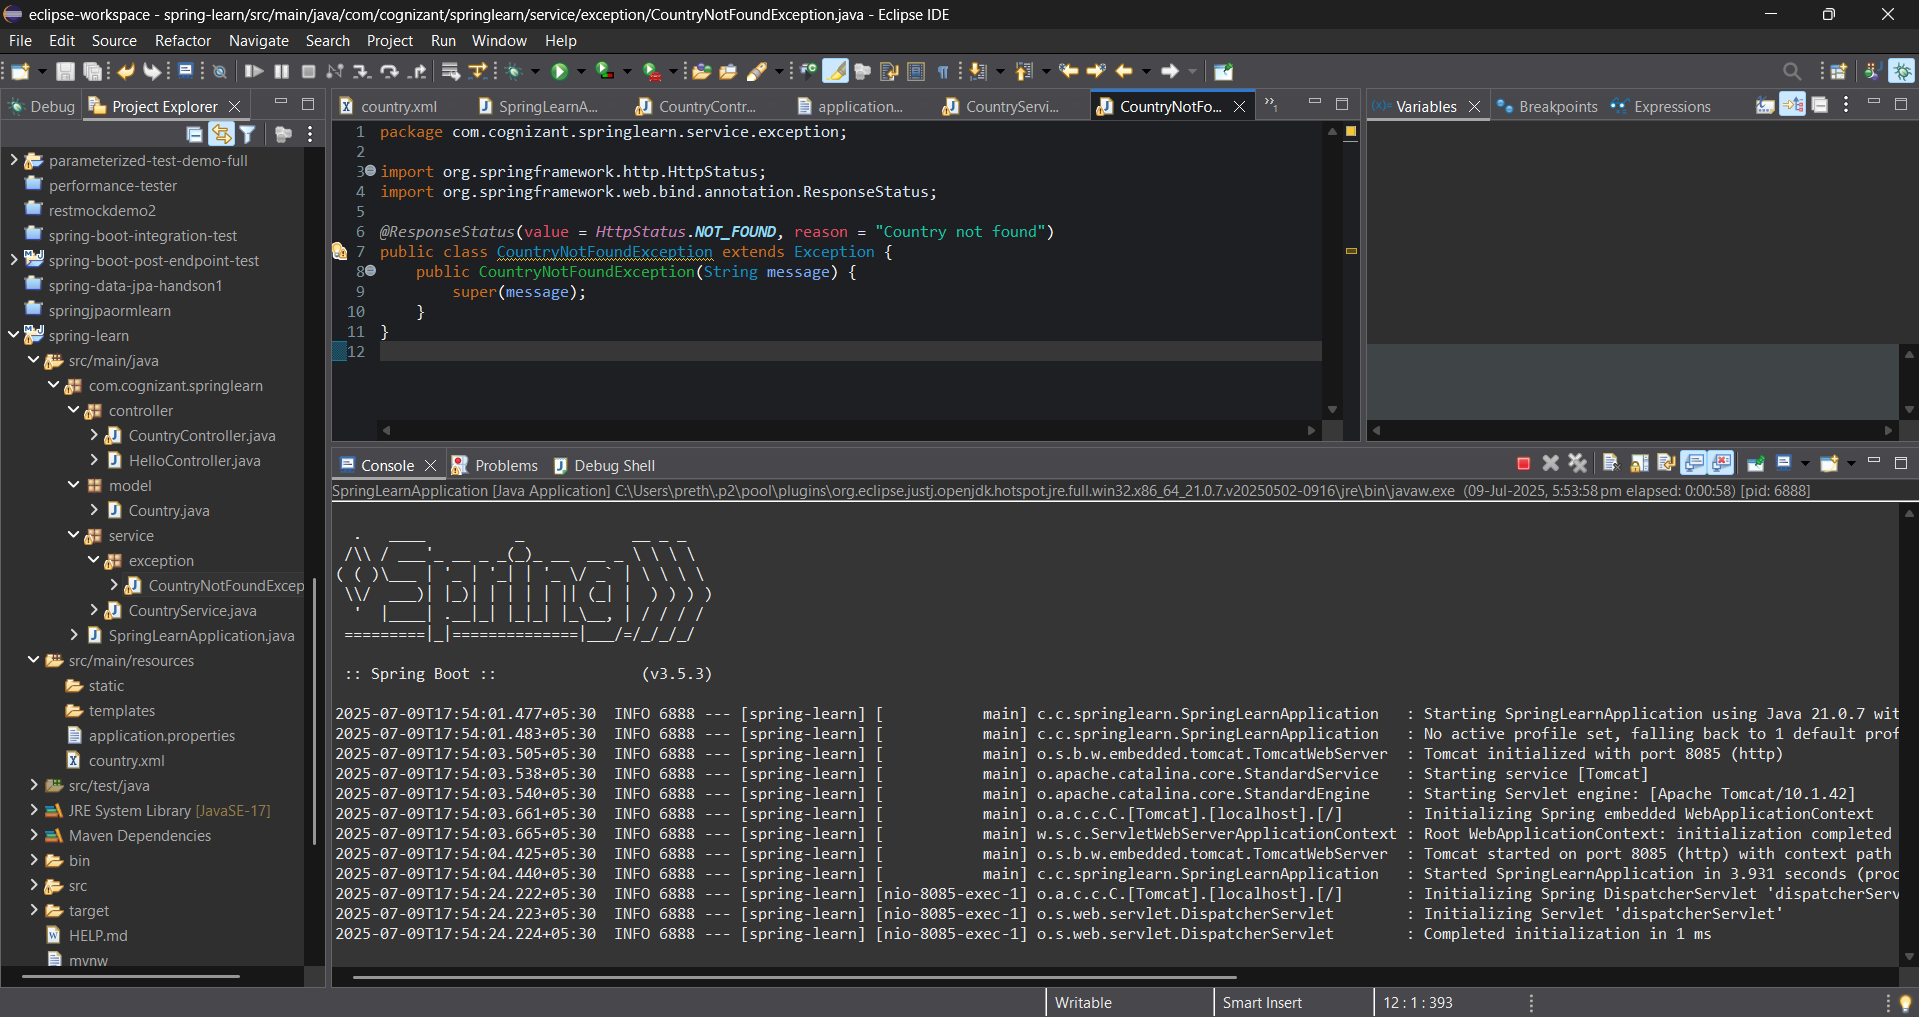 eclipse-workspace - spring-learn/src/main/java/com/cognizant/springlearn/service/exception/CountryNotFoundException.java - Eclipse IDE
File Edit Source Refactor Navigate Search Project Run Window Help
Debug Project Explorer
parameterized-test-demo-full
performance-tester
restmockdemo2
spring-boot-integration-test
spring-boot-post-endpoint-test
spring-data-jpa-handson1
springjpaormlearn
spring-learn
src/main/java
com.cognizant.springlearn
controller
CountryController.java
HelloController.java
model
Country.java
service
exception
CountryNotFoundExcep
CountryService.java
SpringLearnApplication.java
src/main/resources
static
templates
application.properties
country.xml
src/test/java
JRE System Library [JavaSE-17]
Maven Dependencies
bin
src
target
HELP.md
mvnw
country.xml SpringLearnA... CountryContr... application... CountryServi... CountryNotFo... »1
1 package com.cognizant.springlearn.service.exception;
2
3 import org.springframework.http.HttpStatus;
4 import org.springframework.web.bind.annotation.ResponseStatus;
5
6 @ResponseStatus(value = HttpStatus.NOT_FOUND, reason = "Country not found")
7 public class CountryNotFoundException extends Exception {
8 public CountryNotFoundException(String message) {
9 super(message);
10 }
11 }
12
Variables Breakpoints Expressions
Console Problems Debug Shell
SpringLearnApplication [Java Application] C:\Users\preth\.p2\pool\plugins\org.eclipse.justj.openjdk.hotspot.jre.full.win32.x86_64_21.0.7.v20250502-0916\jre\bin\javaw.exe (09-Jul-2025, 5:53:58 pm elapsed: 0:00:58) [pid: 6888]
:: Spring Boot :: (v3.5.3)
2025-07-09T17:54:01.477+05:30 INFO 6888 --- [spring-learn] [ main] c.c.springlearn.SpringLearnApplication : Starting SpringLearnApplication using Java 21.0.7 wit
2025-07-09T17:54:01.483+05:30 INFO 6888 --- [spring-learn] [ main] c.c.springlearn.SpringLearnApplication : No active profile set, falling back to 1 default prof
2025-07-09T17:54:03.505+05:30 INFO 6888 --- [spring-learn] [ main] o.s.b.w.embedded.tomcat.TomcatWebServer : Tomcat initialized with port 8085 (http)
2025-07-09T17:54:03.538+05:30 INFO 6888 --- [spring-learn] [ main] o.apache.catalina.core.StandardService : Starting service [Tomcat]
2025-07-09T17:54:03.540+05:30 INFO 6888 --- [spring-learn] [ main] o.apache.catalina.core.StandardEngine : Starting Servlet engine: [Apache Tomcat/10.1.42]
2025-07-09T17:54:03.661+05:30 INFO 6888 --- [spring-learn] [ main] o.a.c.c.C.[Tomcat].[localhost].[/] : Initializing Spring embedded WebApplicationContext
2025-07-09T17:54:03.665+05:30 INFO 6888 --- [spring-learn] [ main] w.s.c.ServletWebServerApplicationContext : Root WebApplicationContext: initialization completed
2025-07-09T17:54:04.425+05:30 INFO 6888 --- [spring-learn] [ main] o.s.b.w.embedded.tomcat.TomcatWebServer : Tomcat started on port 8085 (http) with context path
2025-07-09T17:54:04.440+05:30 INFO 6888 --- [spring-learn] [ main] c.c.springlearn.SpringLearnApplication : Started SpringLearnApplication in 3.931 seconds (proc
2025-07-09T17:54:24.222+05:30 INFO 6888 --- [spring-learn] [nio-8085-exec-1] o.a.c.c.C.[Tomcat].[localhost].[/] : Initializing Spring DispatcherServlet 'dispatcherServ
2025-07-09T17:54:24.223+05:30 INFO 6888 --- [spring-learn] [nio-8085-exec-1] o.s.web.servlet.DispatcherServlet : Initializing Servlet 'dispatcherServlet'
2025-07-09T17:54:24.224+05:30 INFO 6888 --- [spring-learn] [nio-8085-exec-1] o.s.web.servlet.DispatcherServlet : Completed initialization in 1 ms
Writable Smart Insert 12 : 1 : 393